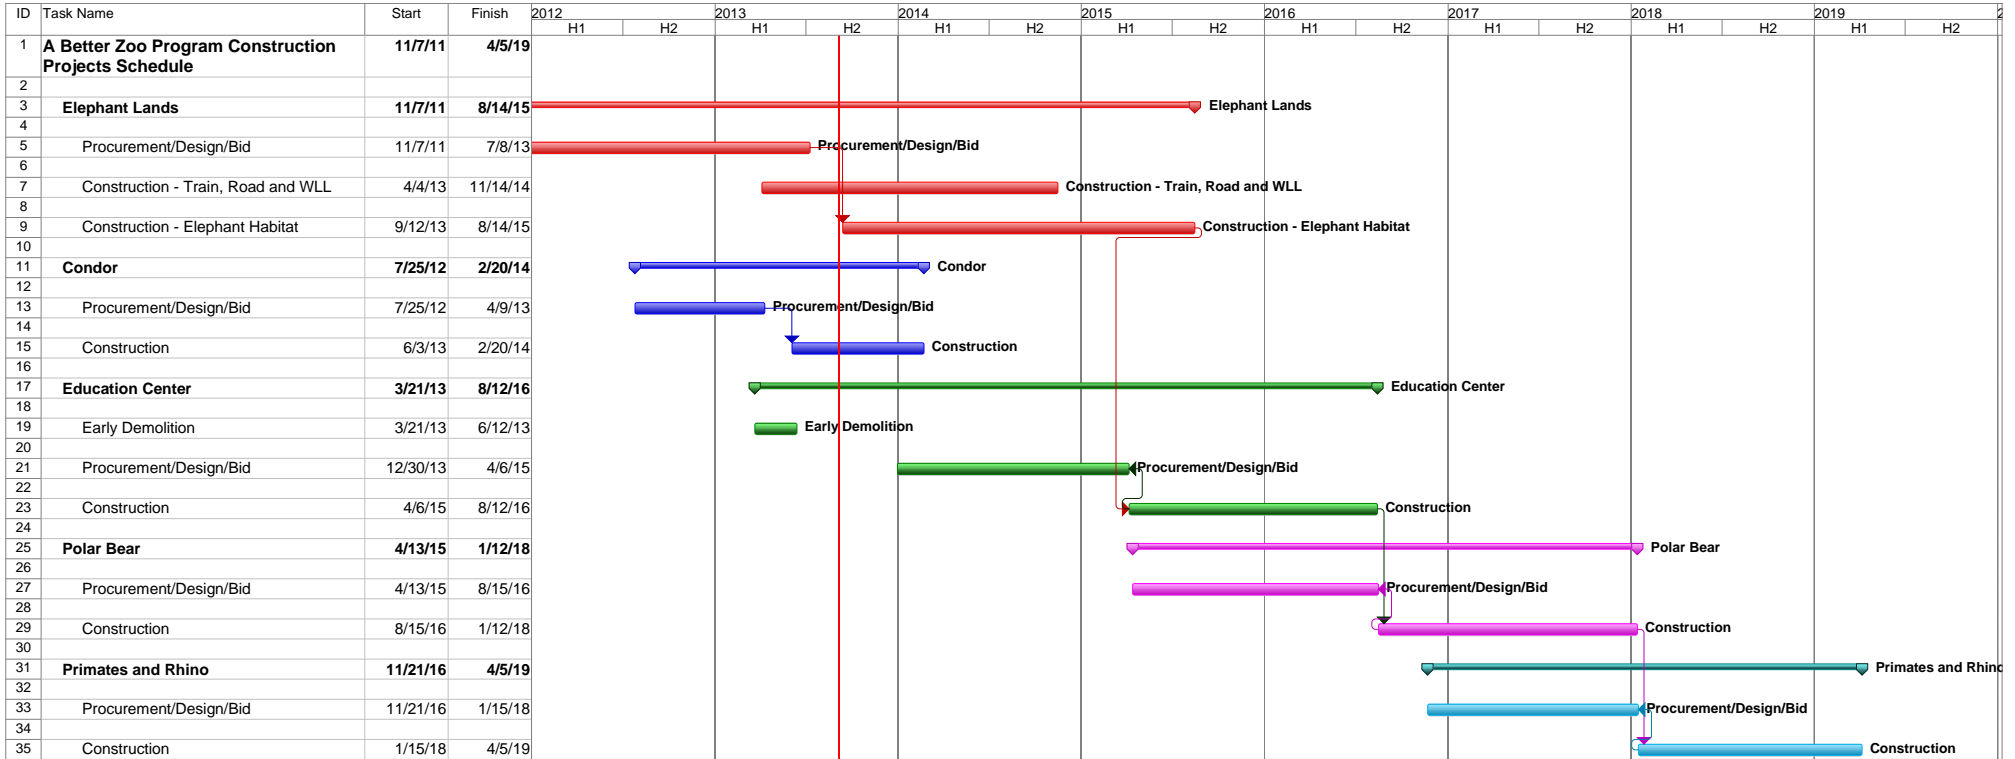 ID Task Name Start Finish 2012 2013 2014 2015 2016 2017 2018 2019 2
H1 H2 H1 H2 H1 H2 H1 H2 H1 H2 H1 H2 H1 H2 H1 H2
1 A Better Zoo Program Construction 11/7/11 4/5/19
Projects Schedule
2
3 Elephant Lands 11/7/11 8/14/15 Elephant Lands
4
5 Procurement/Design/Bid 11/7/11 7/8/13 Procurement/Design/Bid
6
7 Construction - Train, Road and WLL 4/4/13 11/14/14 Construction - Train, Road and WLL
8
9 Construction - Elephant Habitat 9/12/13 8/14/15 Construction - Elephant Habitat
10
11 Condor 7/25/12 2/20/14 Condor
12
13 Procurement/Design/Bid 7/25/12 4/9/13 Procurement/Design/Bid
14
15 Construction 6/3/13 2/20/14 Construction
16
17 Education Center 3/21/13 8/12/16 Education Center
18
19 Early Demolition 3/21/13 6/12/13 Early Demolition
20
21 Procurement/Design/Bid 12/30/13 4/6/15 Procurement/Design/Bid
22
23 Construction 4/6/15 8/12/16 Construction
24
25 Polar Bear 4/13/15 1/12/18 Polar Bear
26
27 Procurement/Design/Bid 4/13/15 8/15/16 Procurement/Design/Bid
28
29 Construction 8/15/16 1/12/18 Construction
30
31 Primates and Rhino 11/21/16 4/5/19 Primates and Rhino
32
33 Procurement/Design/Bid 11/21/16 1/15/18 Procurement/Design/Bid
34
35 Construction 1/15/18 4/5/19 Construction